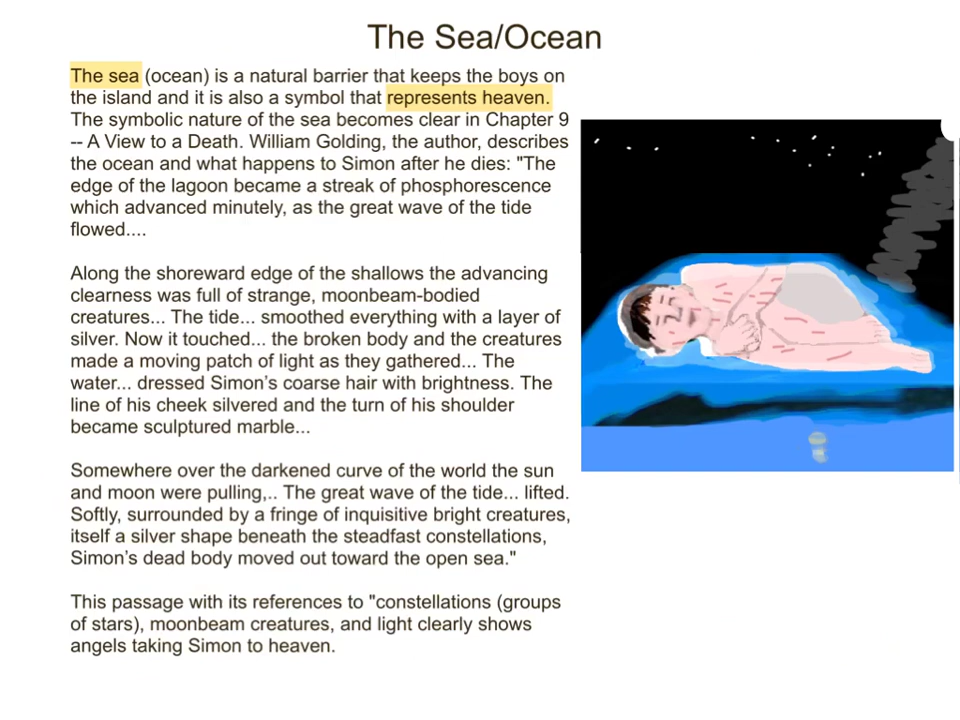 The Sea/Ocean
The sea (ocean) is a natural barrier that keeps the boys on
the island and it is also a symbol that represents heaven.
The symbolic nature of the sea becomes clear in Chapter 9
-- A View to a Death. William Golding, the author, describes
the ocean and what happens to Simon after he dies: "The
edge of the lagoon became a streak of phosphorescence
which advanced minutely, as the great wave of the tide
flowed....
Along the shoreward edge of the shallows the advancing
clearness was full of strange, moonbeam-bodied
creatures... The tide... smoothed everything with a layer of
silver. Now it touched... the broken body and the creatures
made a moving patch of light as they gathered... The
water... dressed Simon's coarse hair with brightness. The
line of his cheek silvered and the turn of his shoulder
became sculptured marble...
Somewhere over the darkened curve of the world the sun
and moon were pulling,.. The great wave of the tide... lifted.
Softly, surrounded by a fringe of inquisitive bright creatures,
itself a silver shape beneath the steadfast constellations,
Simon's dead body moved out toward the open sea."
This passage with its references to "constellations (groups
of stars), moonbeam creatures, and light clearly shows
angels taking Simon to heaven.